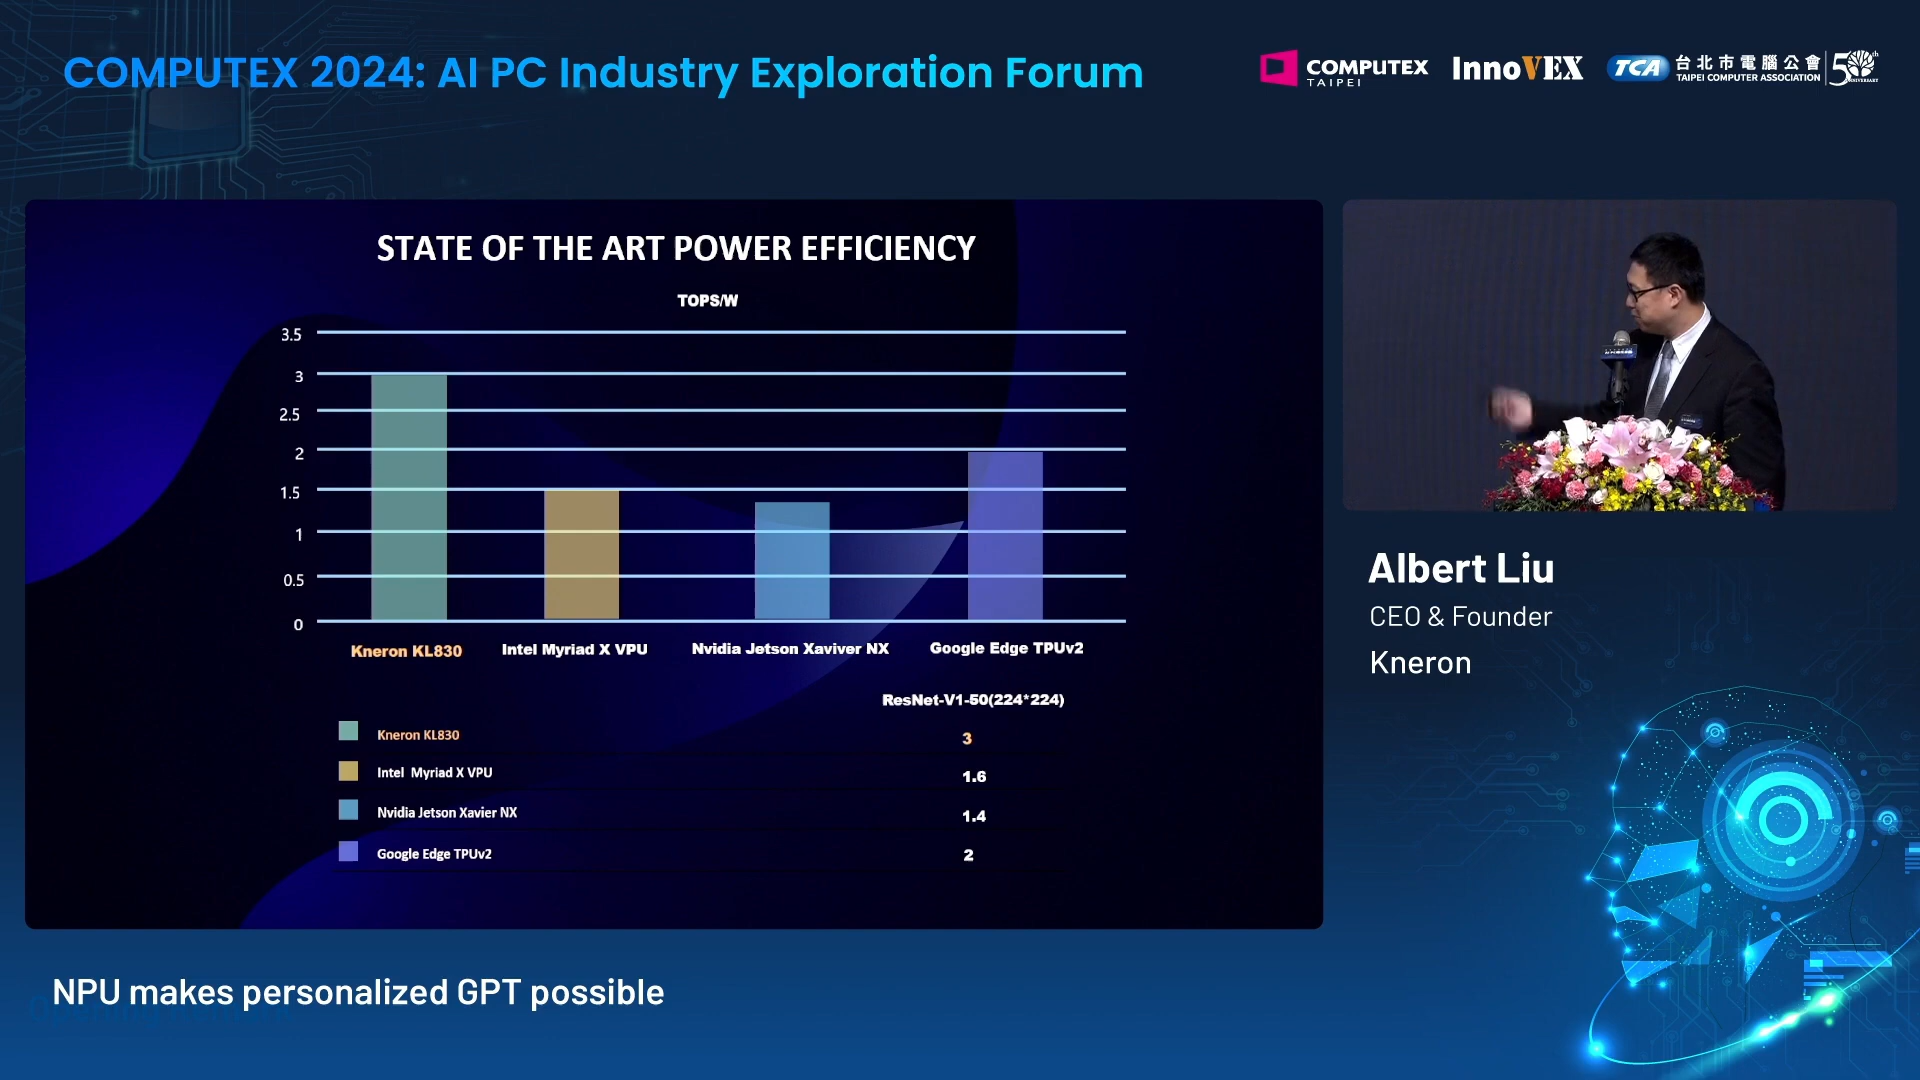 COMPUTEX 2024: AI PC Industry Exploration Forum
COMPUTEX
TAIPEI
InnoVEX
TCA
台北市電腦公會
TAIPEI COMPUTER ASSOCIATION
50th
ANNIVERSARY
STATE OF THE ART POWER EFFICIENCY
TOPS/W
3.5
3
2.5
2
1.5
1
0.5
0
Kneron KL830
Intel Myriad X VPU
Nvidia Jetson Xaviver NX
Google Edge TPUv2
ResNet-V1-50(224*224)
Kneron KL830 3
Intel Myriad X VPU 1.6
Nvidia Jetson Xavier NX 1.4
Google Edge TPUv2 2
Albert Liu
CEO & Founder
Kneron
NPU makes personalized GPT possible